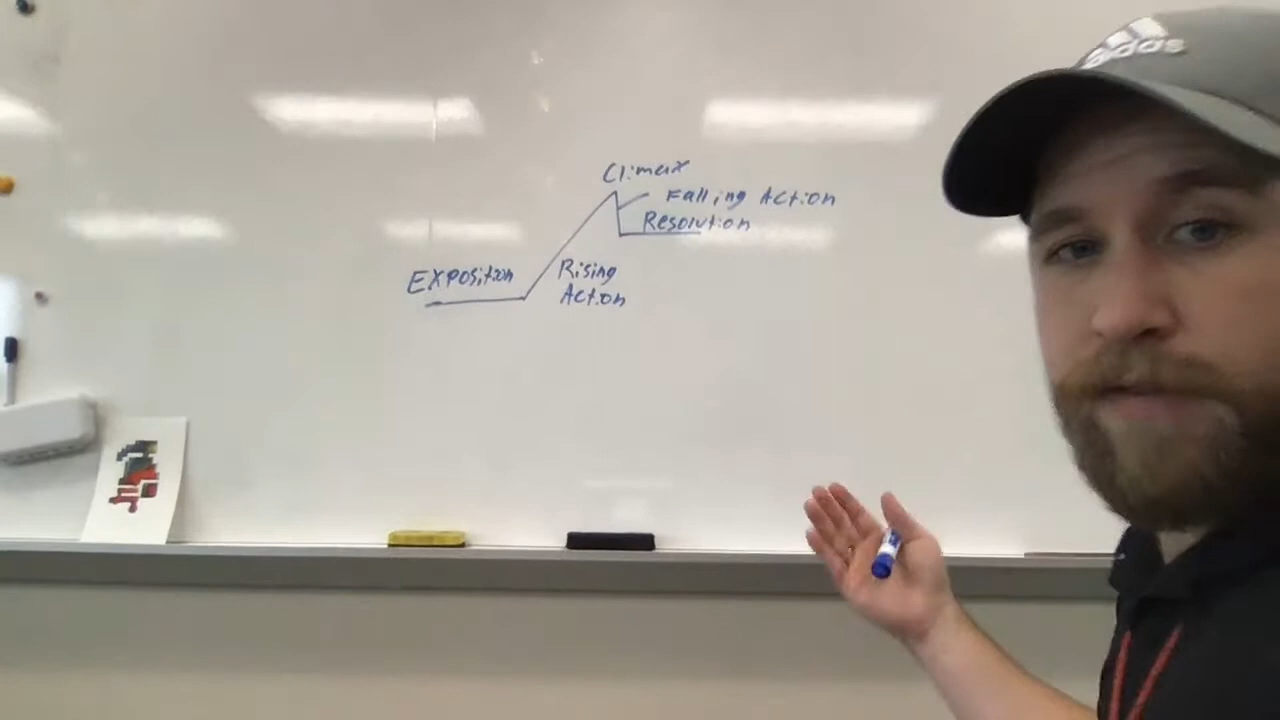 adidas
Climax
Falling Action
Resolution
Exposition
Rising
Action